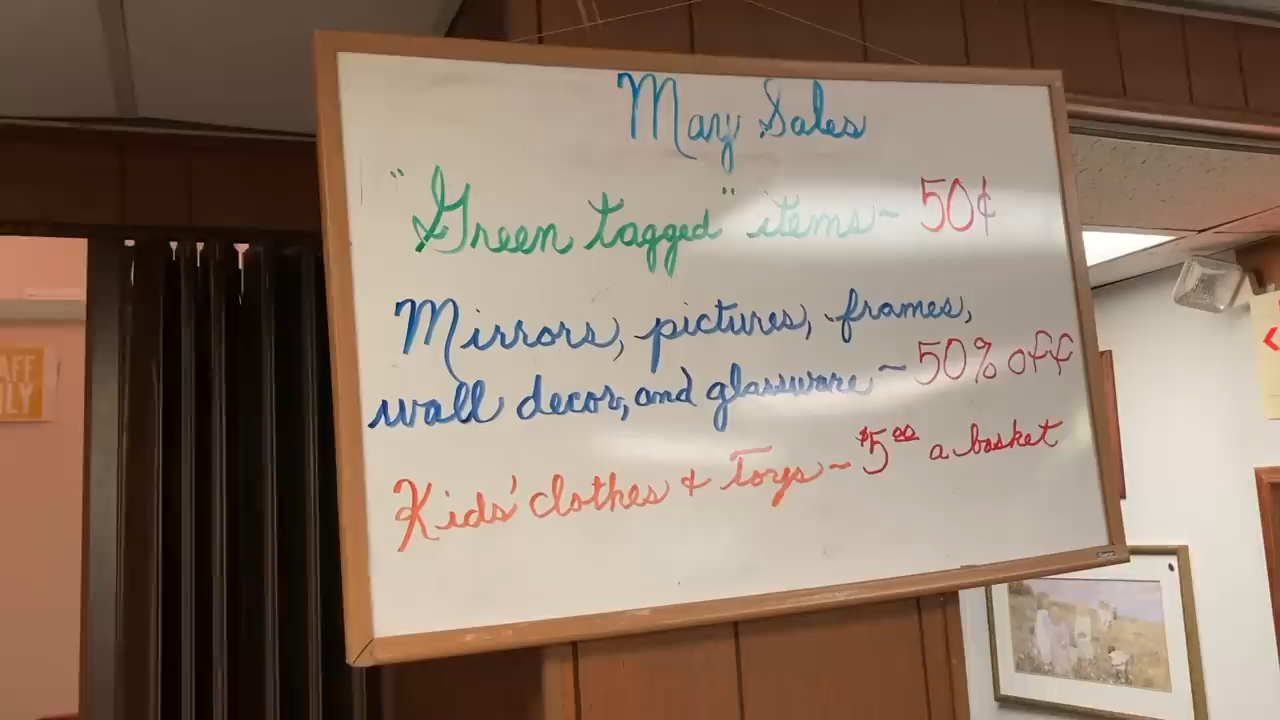 May Sales
"Green tagged" items ~ 50¢
Mirrors, pictures, frames,
wall decor, and glassware ~ 50% off
Kids' clothes & Toys ~ $5.00 a basket